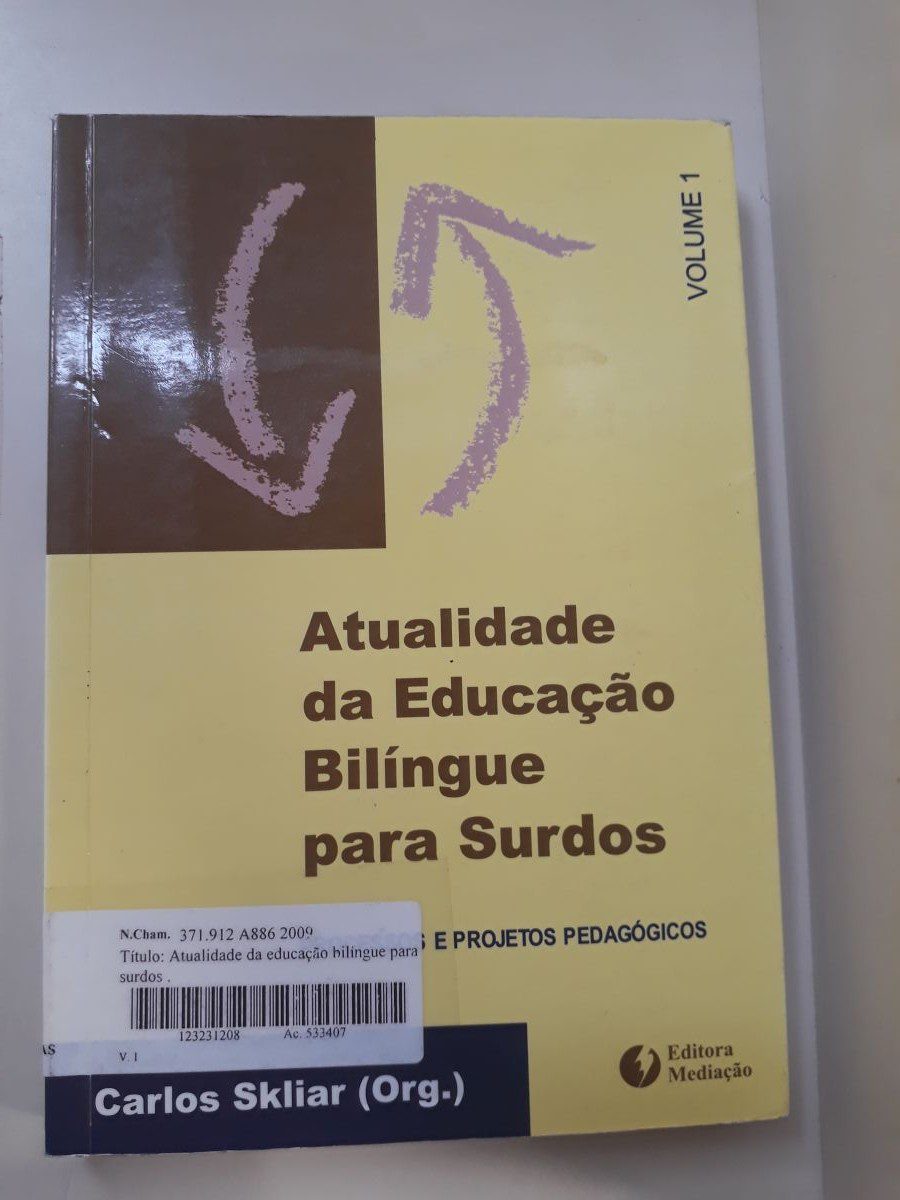 VOLUME 1
Atualidade
da Educação
Bilíngue
para Surdos
S E PROJETOS PEDAGÓGICOS
N.Cham. 371.912 A886 2009
Título: Atualidade da educação bilíngue para
surdos .
123231208 Ac. 533407
V. 1
AS
Carlos Skliar (Org.)
Editora
Mediação